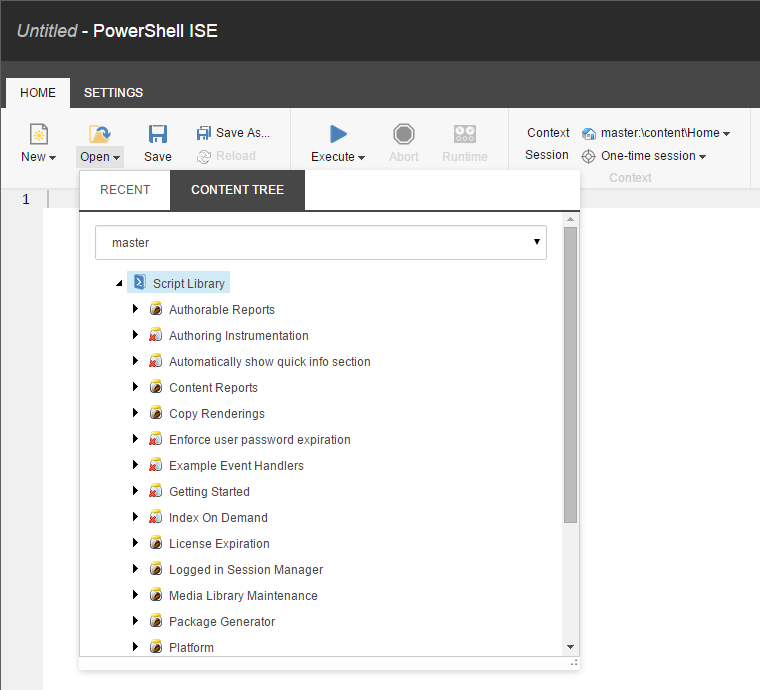 Untitled - PowerShell ISE
HOME SETTINGS
New Open Save Save As... Reload Execute Abort Runtime Context master:\content\Home
Session One-time session
Context
RECENT CONTENT TREE
1
master
Script Library
Authorable Reports
Authoring Instrumentation
Automatically show quick info section
Content Reports
Copy Renderings
Enforce user password expiration
Example Event Handlers
Getting Started
Index On Demand
License Expiration
Logged in Session Manager
Media Library Maintenance
Package Generator
Platform